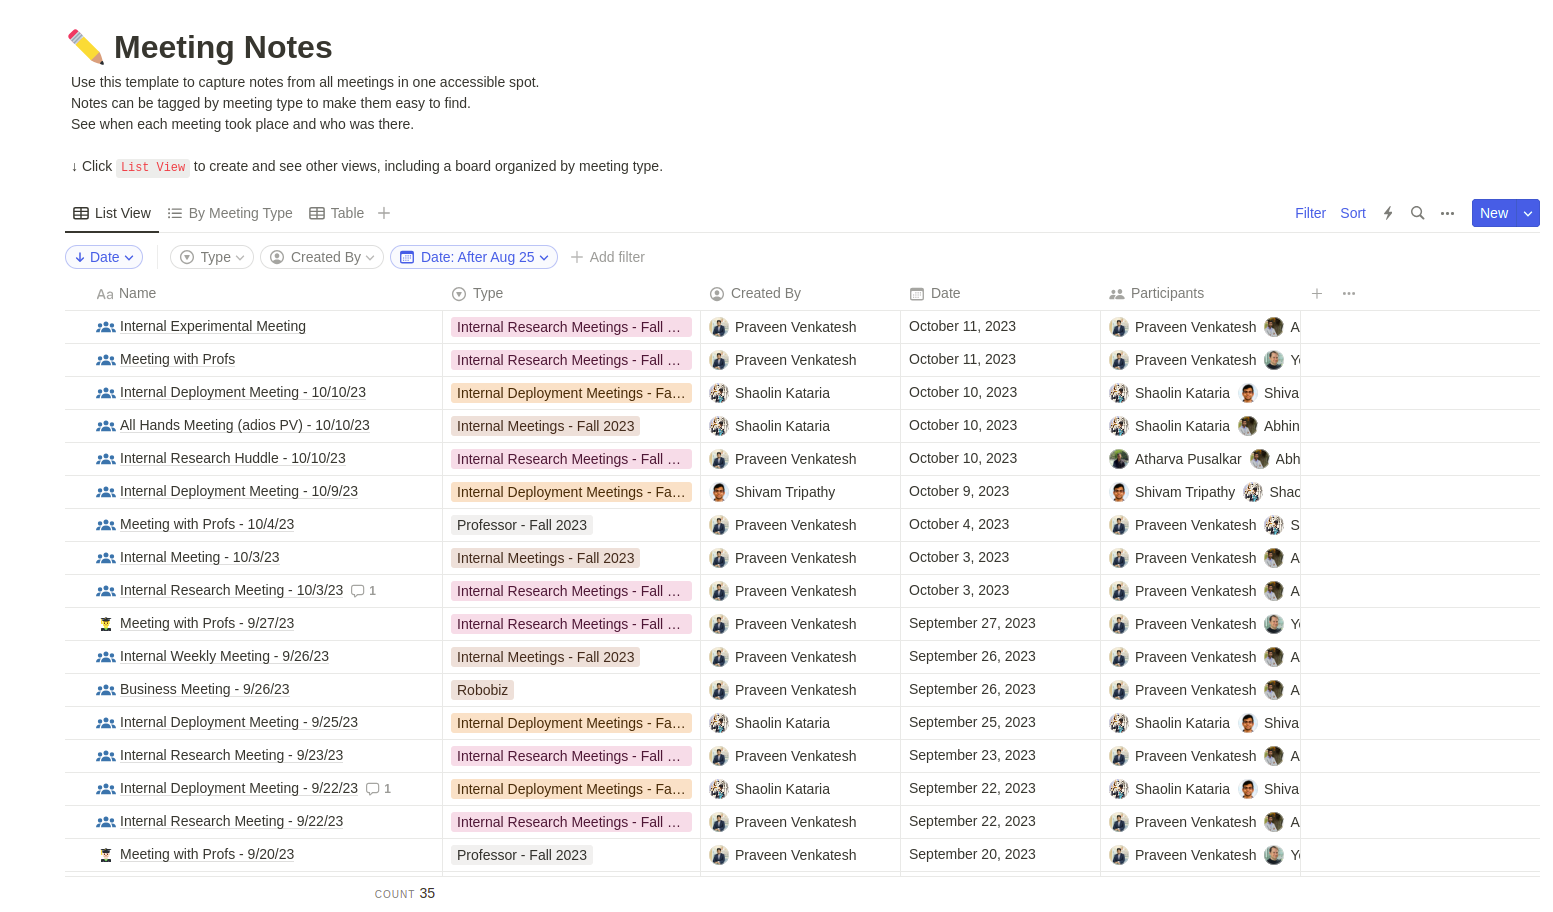 Meeting Notes
Use this template to capture notes from all meetings in one accessible spot.
Notes can be tagged by meeting type to make them easy to find.
See when each meeting took place and who was there.
↓ Click List View to create and see other views, including a board organized by meeting type.
List View By Meeting Type Table + Filter Sort New
↓ Date Type Created By Date: After Aug 25 + Add filter
Aa Name Type Created By Date Participants + •••
Internal Experimental Meeting Internal Research Meetings - Fall … Praveen Venkatesh October 11, 2023 Praveen Venkatesh A
Meeting with Profs Internal Research Meetings - Fall … Praveen Venkatesh October 11, 2023 Praveen Venkatesh Y
Internal Deployment Meeting - 10/10/23 Internal Deployment Meetings - Fa… Shaolin Kataria October 10, 2023 Shaolin Kataria Shiva
All Hands Meeting (adios PV) - 10/10/23 Internal Meetings - Fall 2023 Shaolin Kataria October 10, 2023 Shaolin Kataria Abhin
Internal Research Huddle - 10/10/23 Internal Research Meetings - Fall … Praveen Venkatesh October 10, 2023 Atharva Pusalkar Abh
Internal Deployment Meeting - 10/9/23 Internal Deployment Meetings - Fa… Shivam Tripathy October 9, 2023 Shivam Tripathy Shao
Meeting with Profs - 10/4/23 Professor - Fall 2023 Praveen Venkatesh October 4, 2023 Praveen Venkatesh S
Internal Meeting - 10/3/23 Internal Meetings - Fall 2023 Praveen Venkatesh October 3, 2023 Praveen Venkatesh A
Internal Research Meeting - 10/3/23 1 Internal Research Meetings - Fall … Praveen Venkatesh October 3, 2023 Praveen Venkatesh A
Meeting with Profs - 9/27/23 Internal Research Meetings - Fall … Praveen Venkatesh September 27, 2023 Praveen Venkatesh Y
Internal Weekly Meeting - 9/26/23 Internal Meetings - Fall 2023 Praveen Venkatesh September 26, 2023 Praveen Venkatesh A
Business Meeting - 9/26/23 Robobiz Praveen Venkatesh September 26, 2023 Praveen Venkatesh A
Internal Deployment Meeting - 9/25/23 Internal Deployment Meetings - Fa… Shaolin Kataria September 25, 2023 Shaolin Kataria Shiva
Internal Research Meeting - 9/23/23 Internal Research Meetings - Fall … Praveen Venkatesh September 23, 2023 Praveen Venkatesh A
Internal Deployment Meeting - 9/22/23 1 Internal Deployment Meetings - Fa… Shaolin Kataria September 22, 2023 Shaolin Kataria Shiva
Internal Research Meeting - 9/22/23 Internal Research Meetings - Fall … Praveen Venkatesh September 22, 2023 Praveen Venkatesh A
Meeting with Profs - 9/20/23 Professor - Fall 2023 Praveen Venkatesh September 20, 2023 Praveen Venkatesh Y
COUNT 35